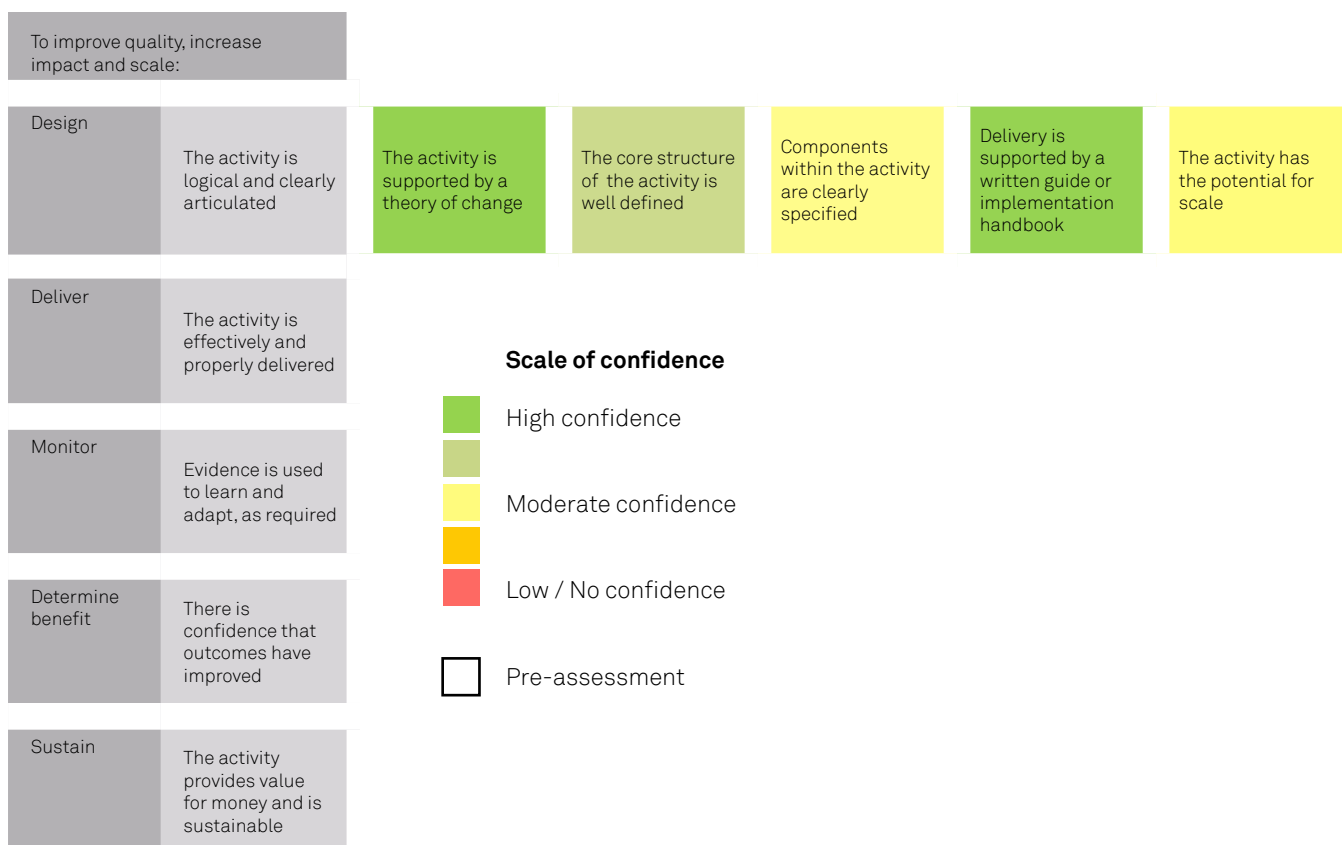 To improve quality, increase
impact and scale:
Design
The activity is
logical and clearly
articulated
The activity is
supported by a
theory of change
The core structure
of the activity is
well defined
Components
within the activity
are clearly
specified
Delivery is
supported by a
written guide or
implementation
handbook
The activity has
the potential for
scale
Deliver
The activity is
effectively and
properly delivered
Monitor
Evidence is used
to learn and
adapt, as required
Determine
benefit
There is
confidence that
outcomes have
improved
Sustain
The activity
provides value
for money and is
sustainable
Scale of confidence
High confidence
Moderate confidence
Low / No confidence
Pre-assessment